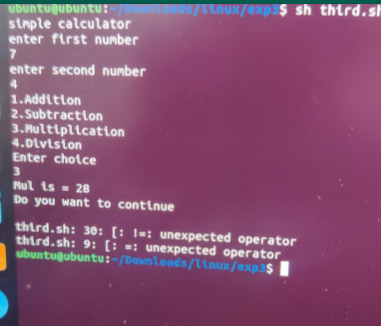 ubuntu@ubuntu:~/Downloads/linux/exp3$ sh third.sh
simple calculator
enter first number
7
enter second number
4
1.Addition
2.Subtraction
3.Multiplication
4.Division
Enter choice
3
Mul is = 28
Do you want to continue
third.sh: 30: [: !=: unexpected operator
third.sh: 9: [: =: unexpected operator
ubuntu@ubuntu:~/Downloads/linux/exp3$